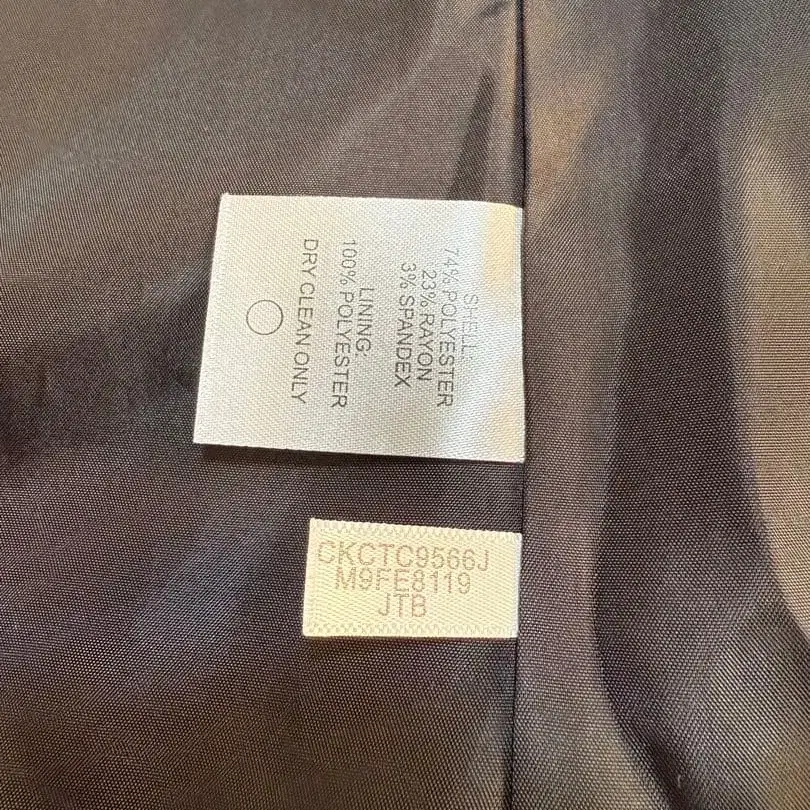 SHELL:
74% POLYESTER
23% RAYON
3% SPANDEX
LINING:
100% POLYESTER
DRY CLEAN ONLY
CKCTC9566J
M9FE8119
JTB